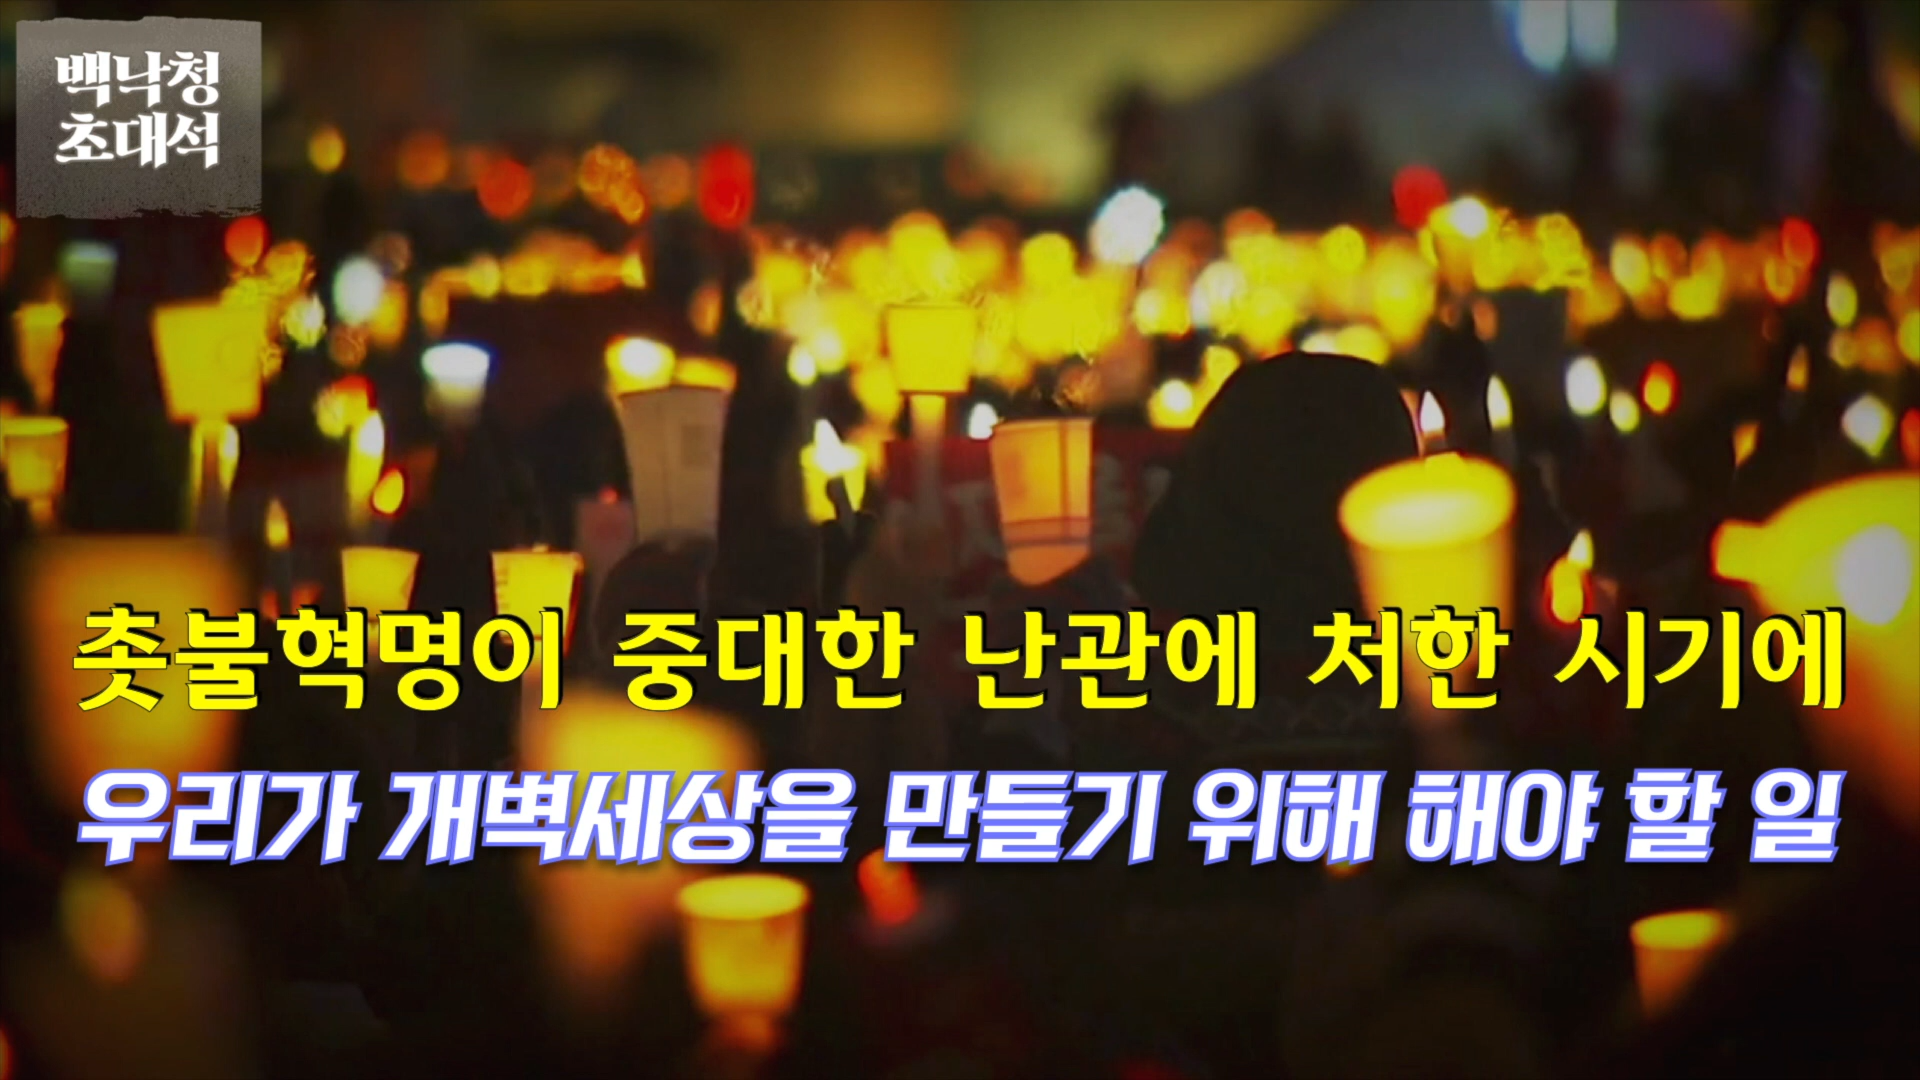 백낙청
초대석
촛불혁명이 중대한 난관에 처한 시기에
우리가 개벽세상을 만들기 위해 해야 할 일